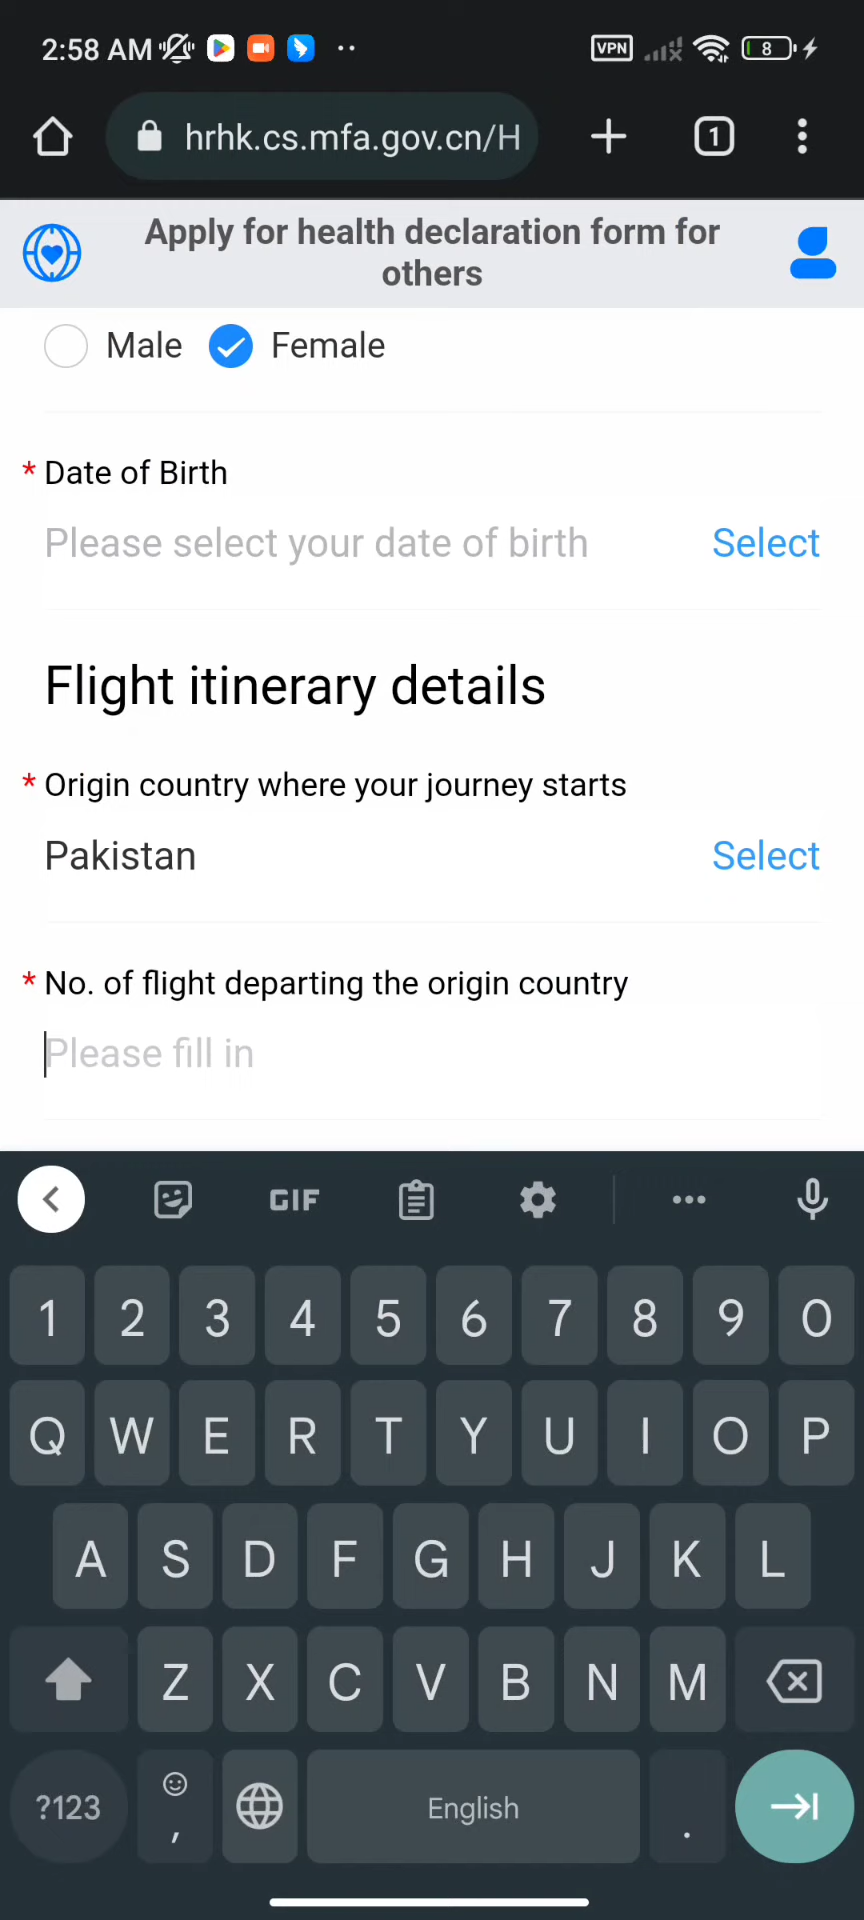 2:58 AM
VPN
8
hrhk.cs.mfa.gov.cn/H
1
Apply for health declaration form for
others
Male
Female
* Date of Birth
Please select your date of birth
Select
Flight itinerary details
* Origin country where your journey starts
Pakistan
Select
* No. of flight departing the origin country
Please fill in
GIF
1 2 3 4 5 6 7 8 9 0
Q W E R T Y U I O P
A S D F G H J K L
Z X C V B N M
?123 , English .